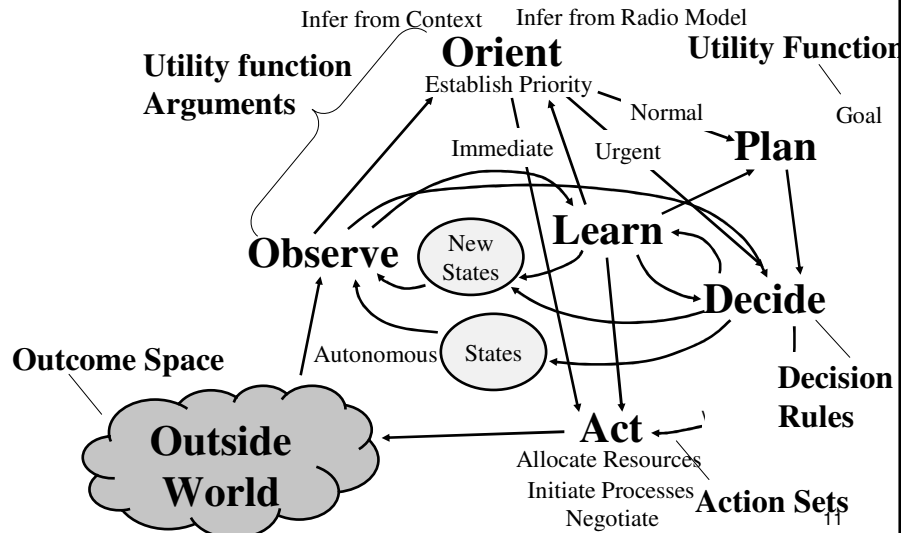 Infer from Context
Infer from Radio Model
Orient
Utility Function
Utility function
Arguments
Establish Priority
Normal
Goal
Immediate
Urgent
Plan
Learn
Observe
New
States
Decide
Autonomous
States
Outcome Space
Decision
Rules
Outside
World
Act
Allocate Resources
Initiate Processes
Negotiate
Action Sets
11